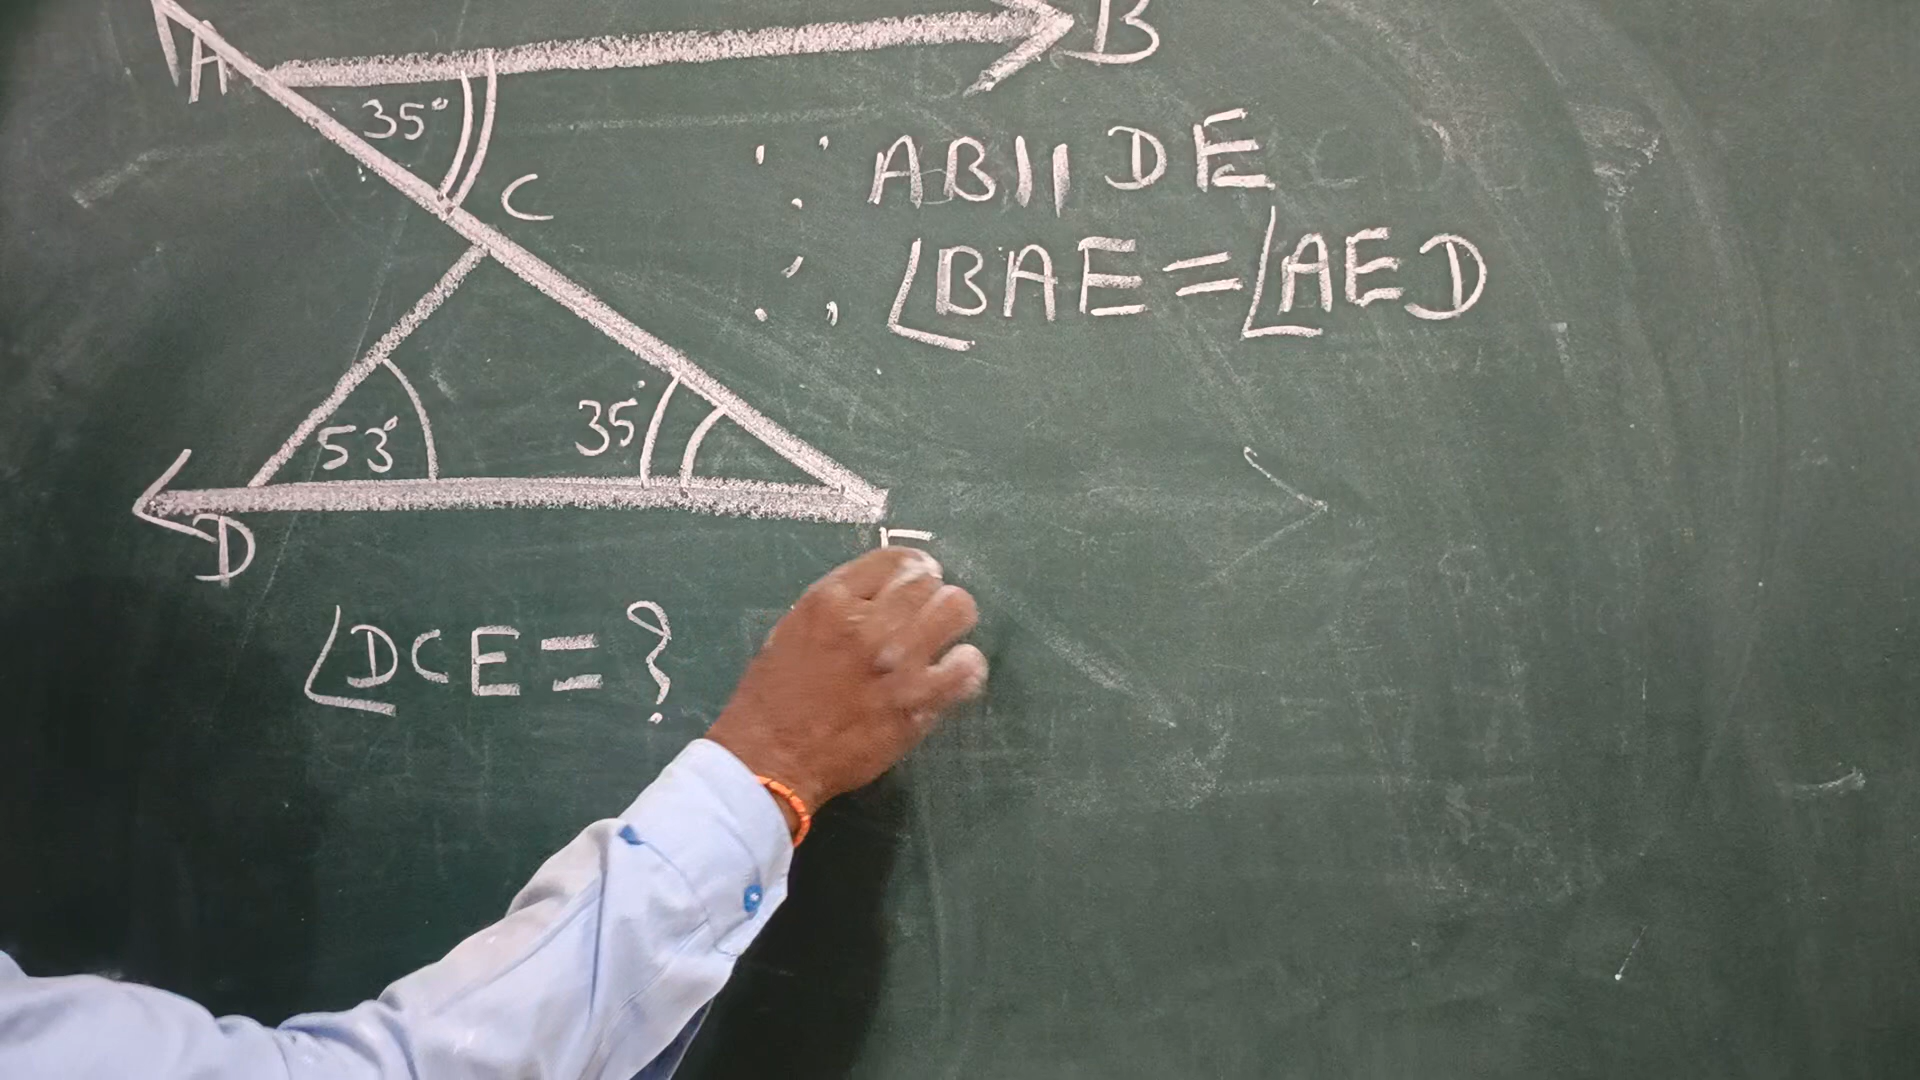 A B
35°
C
∵ AB || DE
∴ ∠BAE = ∠AED
53° 35°
D E
∠DCE = ?